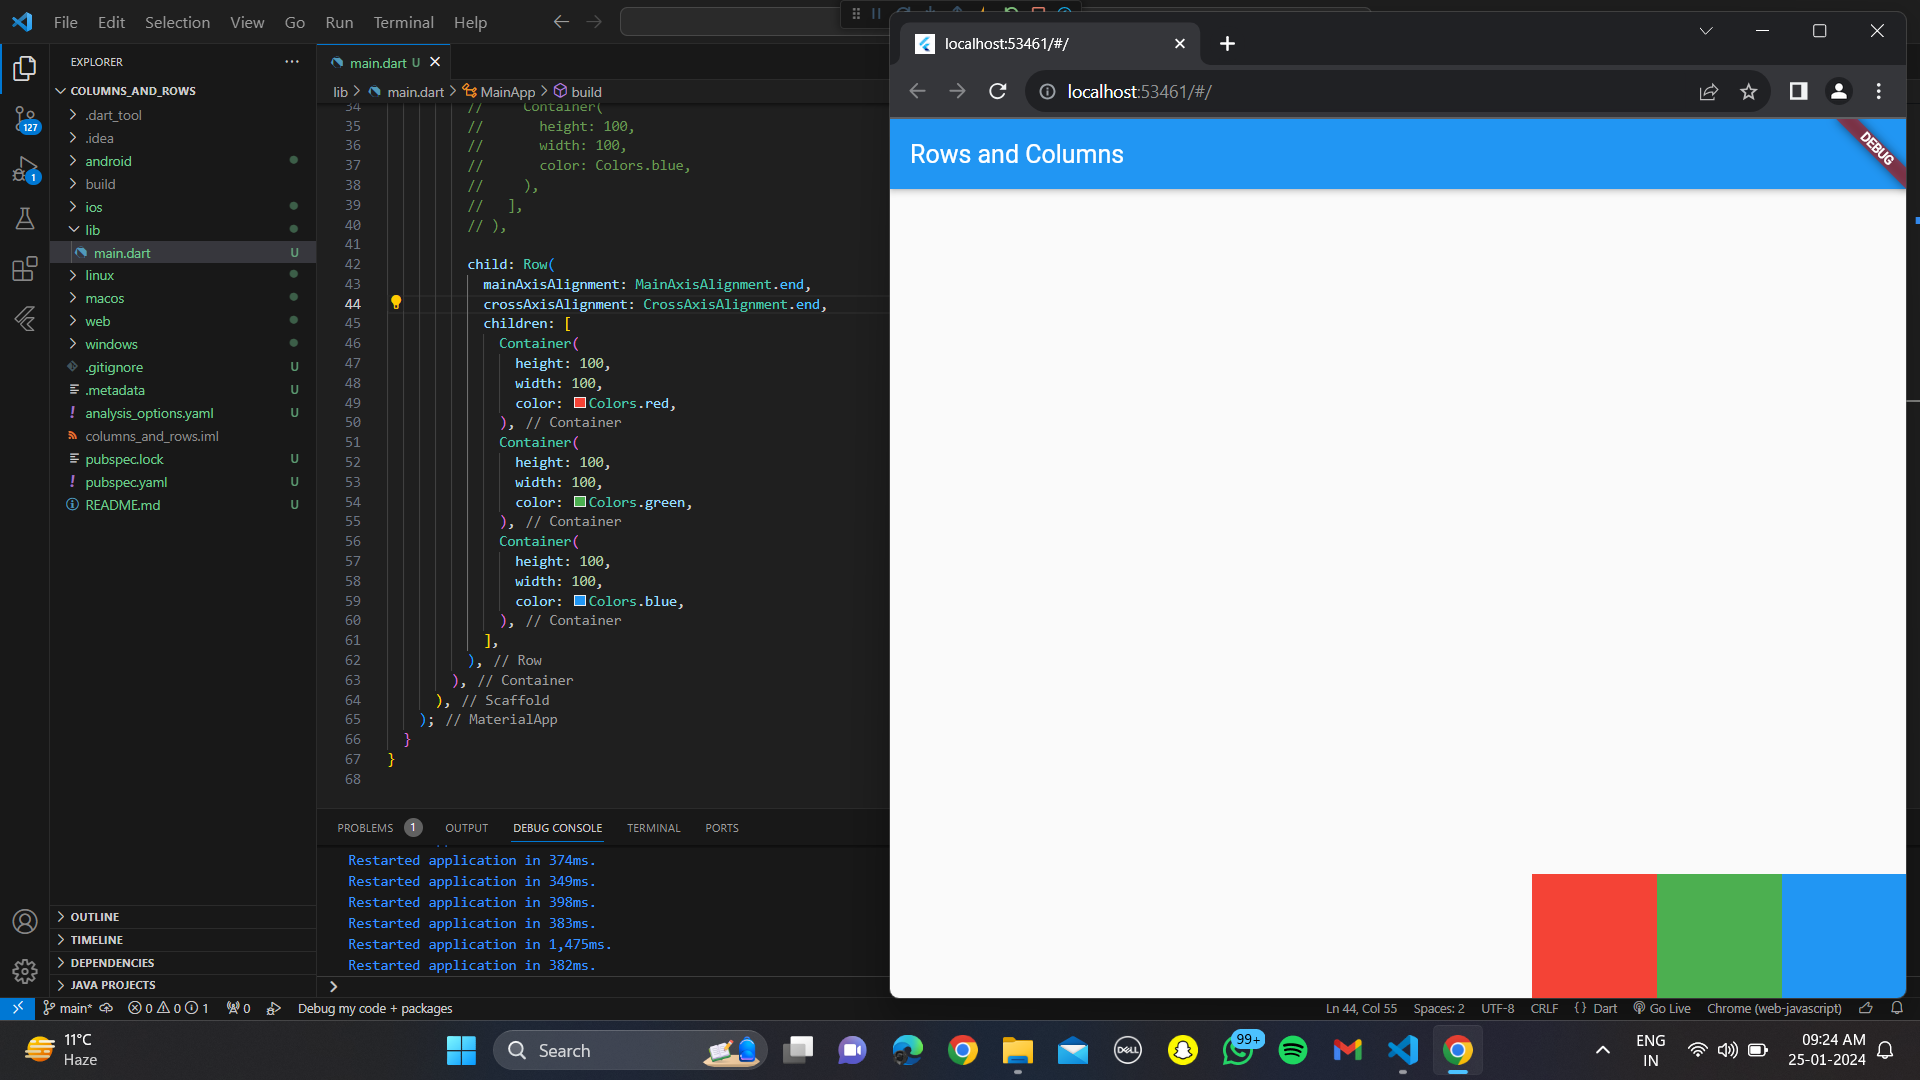 File Edit Selection View Go Run Terminal Help
EXPLORER
COLUMNS_AND_ROWS
.dart_tool
.idea
android
build
ios
lib
main.dart U
linux
macos
web
windows
.gitignore U
.metadata U
analysis_options.yaml U
columns_and_rows.iml
pubspec.lock U
pubspec.yaml U
README.md U
OUTLINE
TIMELINE
DEPENDENCIES
JAVA PROJECTS
127
1
main.dart U
lib > main.dart > MainApp > build
34 // Container(
35 // height: 100,
36 // width: 100,
37 // color: Colors.blue,
38 // ),
39 // ],
40 // ),
41
42 child: Row(
43 mainAxisAlignment: MainAxisAlignment.end,
44 crossAxisAlignment: CrossAxisAlignment.end,
45 children: [
46 Container(
47 height: 100,
48 width: 100,
49 color: Colors.red,
50 ), // Container
51 Container(
52 height: 100,
53 width: 100,
54 color: Colors.green,
55 ), // Container
56 Container(
57 height: 100,
58 width: 100,
59 color: Colors.blue,
60 ), // Container
61 ],
62 ), // Row
63 ), // Container
64 ), // Scaffold
65 ); // MaterialApp
66 }
67 }
68
PROBLEMS 1 OUTPUT DEBUG CONSOLE TERMINAL PORTS
Restarted application in 374ms.
Restarted application in 349ms.
Restarted application in 398ms.
Restarted application in 383ms.
Restarted application in 1,475ms.
Restarted application in 382ms.
localhost:53461/#/
localhost:53461/#/
Rows and Columns
DEBUG
main* 0 0 1 0 Debug my code + packages
Ln 44, Col 55 Spaces: 2 UTF-8 CRLF {} Dart Go Live Chrome (web-javascript)
11°C
Haze
Search
DELL
99+
ENG
IN
09:24 AM
25-01-2024